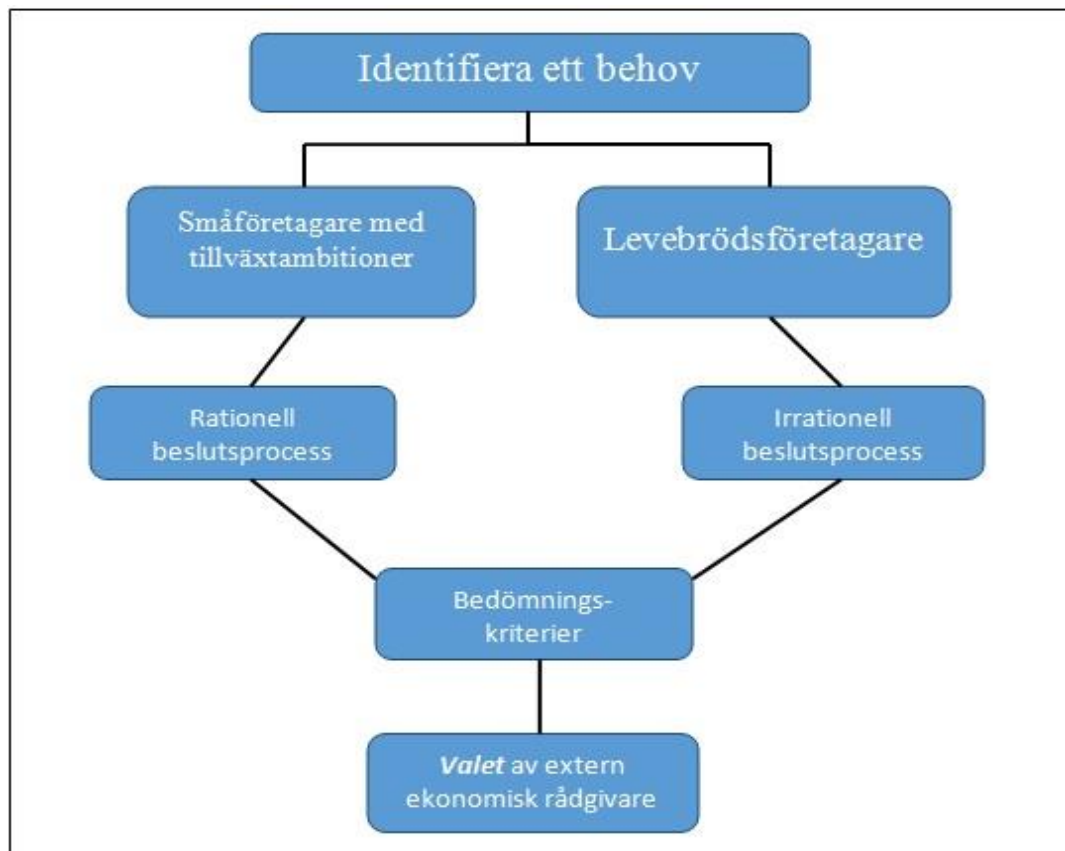 Identifiera ett behov
Småföretagare med
tillväxtambitioner
Levebrödsföretagare
Rationell
beslutsprocess
Irrationell
beslutsprocess
Bedömnings-
kriterier
Valet av extern
ekonomisk rådgivare